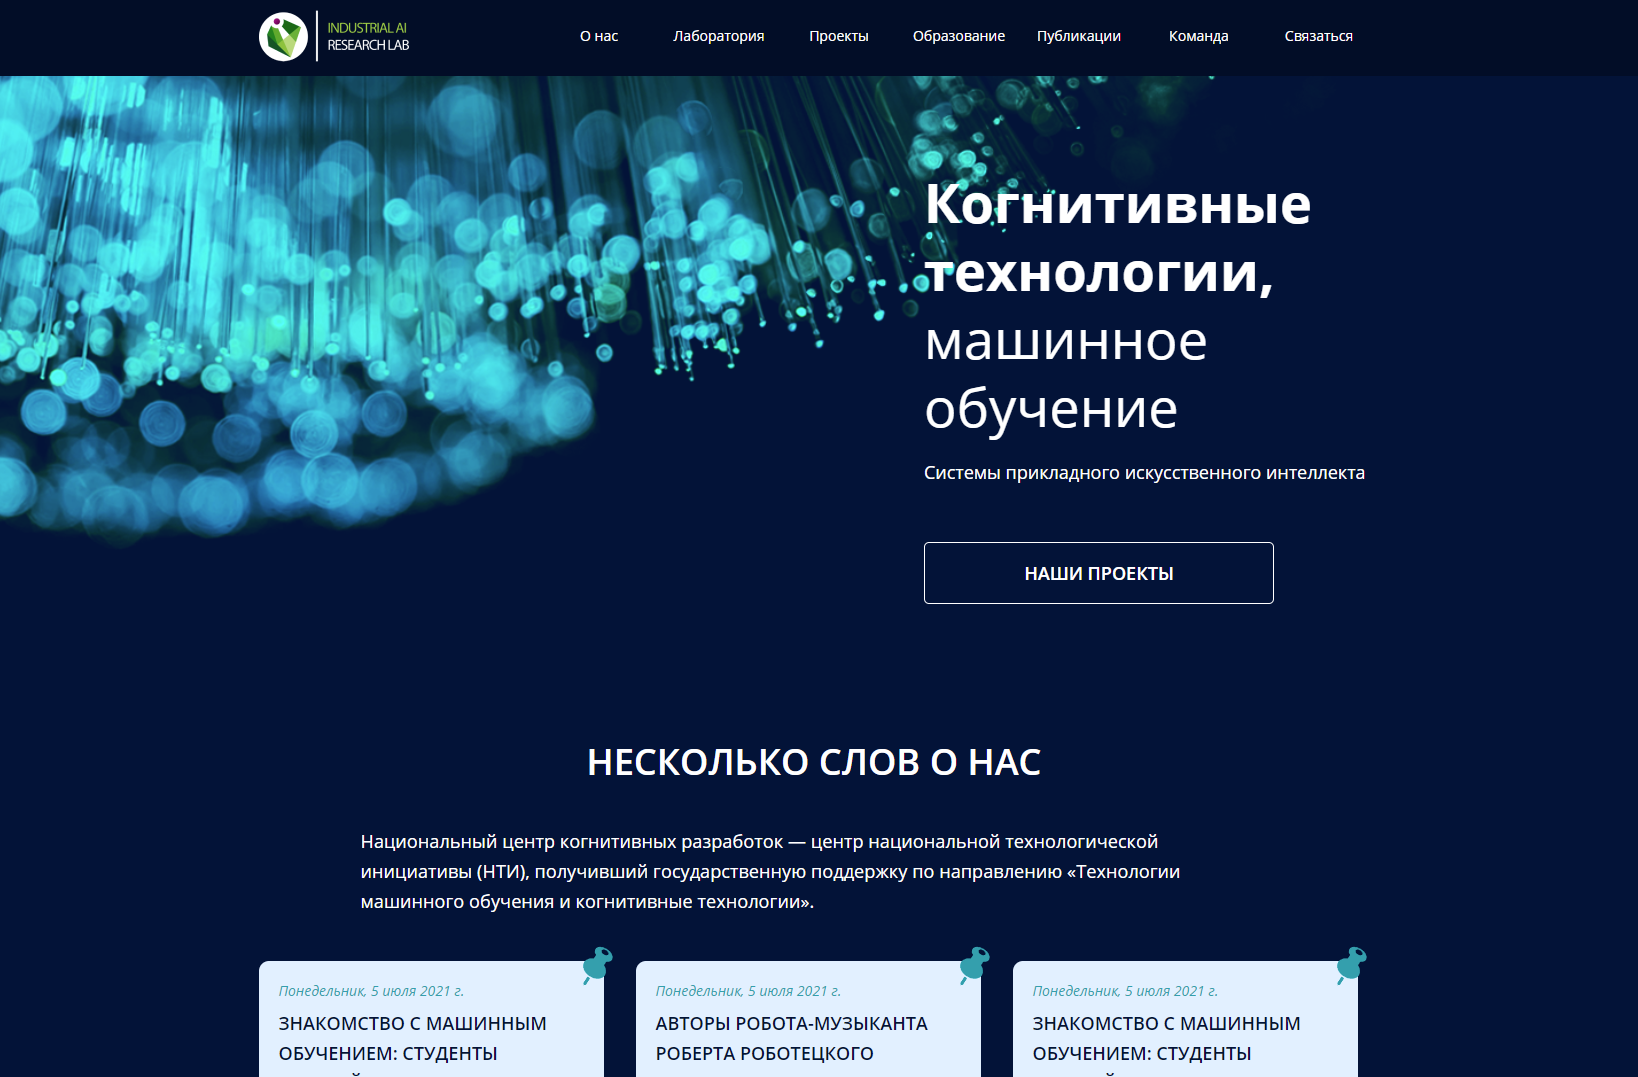 INDUSTRIAL AI
RESEARCH LAB
О нас
Лаборатория
Проекты
Образование
Публикации
Команда
Связаться
Когнитивные
технологии,
машинное
обучение
Системы прикладного искусственного интеллекта
НАШИ ПРОЕКТЫ
НЕСКОЛЬКО СЛОВ О НАС
Национальный центр когнитивных разработок — центр национальной технологической
инициативы (НТИ), получивший государственную поддержку по направлению «Технологии
машинного обучения и когнитивные технологии».
Понедельник, 5 июля 2021 г.
ЗНАКОМСТВО С МАШИННЫМ
ОБУЧЕНИЕМ: СТУДЕНТЫ
Понедельник, 5 июля 2021 г.
АВТОРЫ РОБОТА-МУЗЫКАНТА
РОБЕРТА РОБОТЕЦКОГО
Понедельник, 5 июля 2021 г.
ЗНАКОМСТВО С МАШИННЫМ
ОБУЧЕНИЕМ: СТУДЕНТЫ